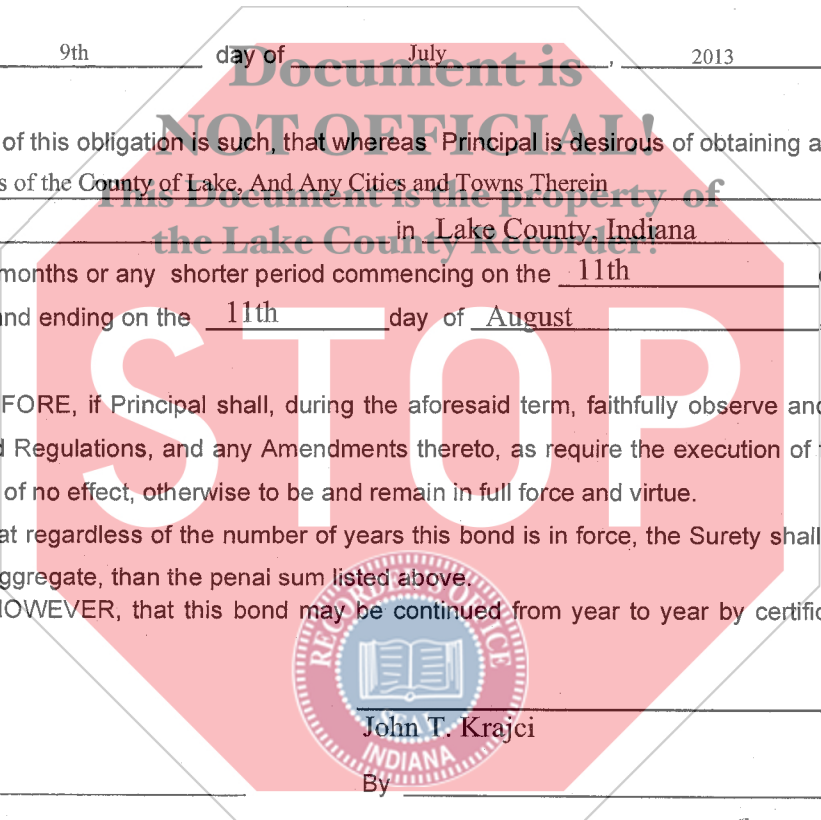 9th day of July, 2013
Document is
of this obligation is such, that whereas Principal is desirous of obtaining a
NOT OFFICIAL!
s of the County of Lake, And Any Cities and Towns Therein
This Document is the property of
in Lake County, Indiana
the Lake County Recorder!
months or any shorter period commencing on the 11th
nd ending on the 11th day of August
STOP
FORE, if Principal shall, during the aforesaid term, faithfully observe and
d Regulations, and any Amendments thereto, as require the execution of
of no effect, otherwise to be and remain in full force and virtue.
at regardless of the number of years this bond is in force, the Surety shall
ggregate, than the penal sum listed above.
HOWEVER, that this bond may be continued from year to year by certific
RECORDER'S OFFICE
SEAL
INDIANA
John T. Krajci
By